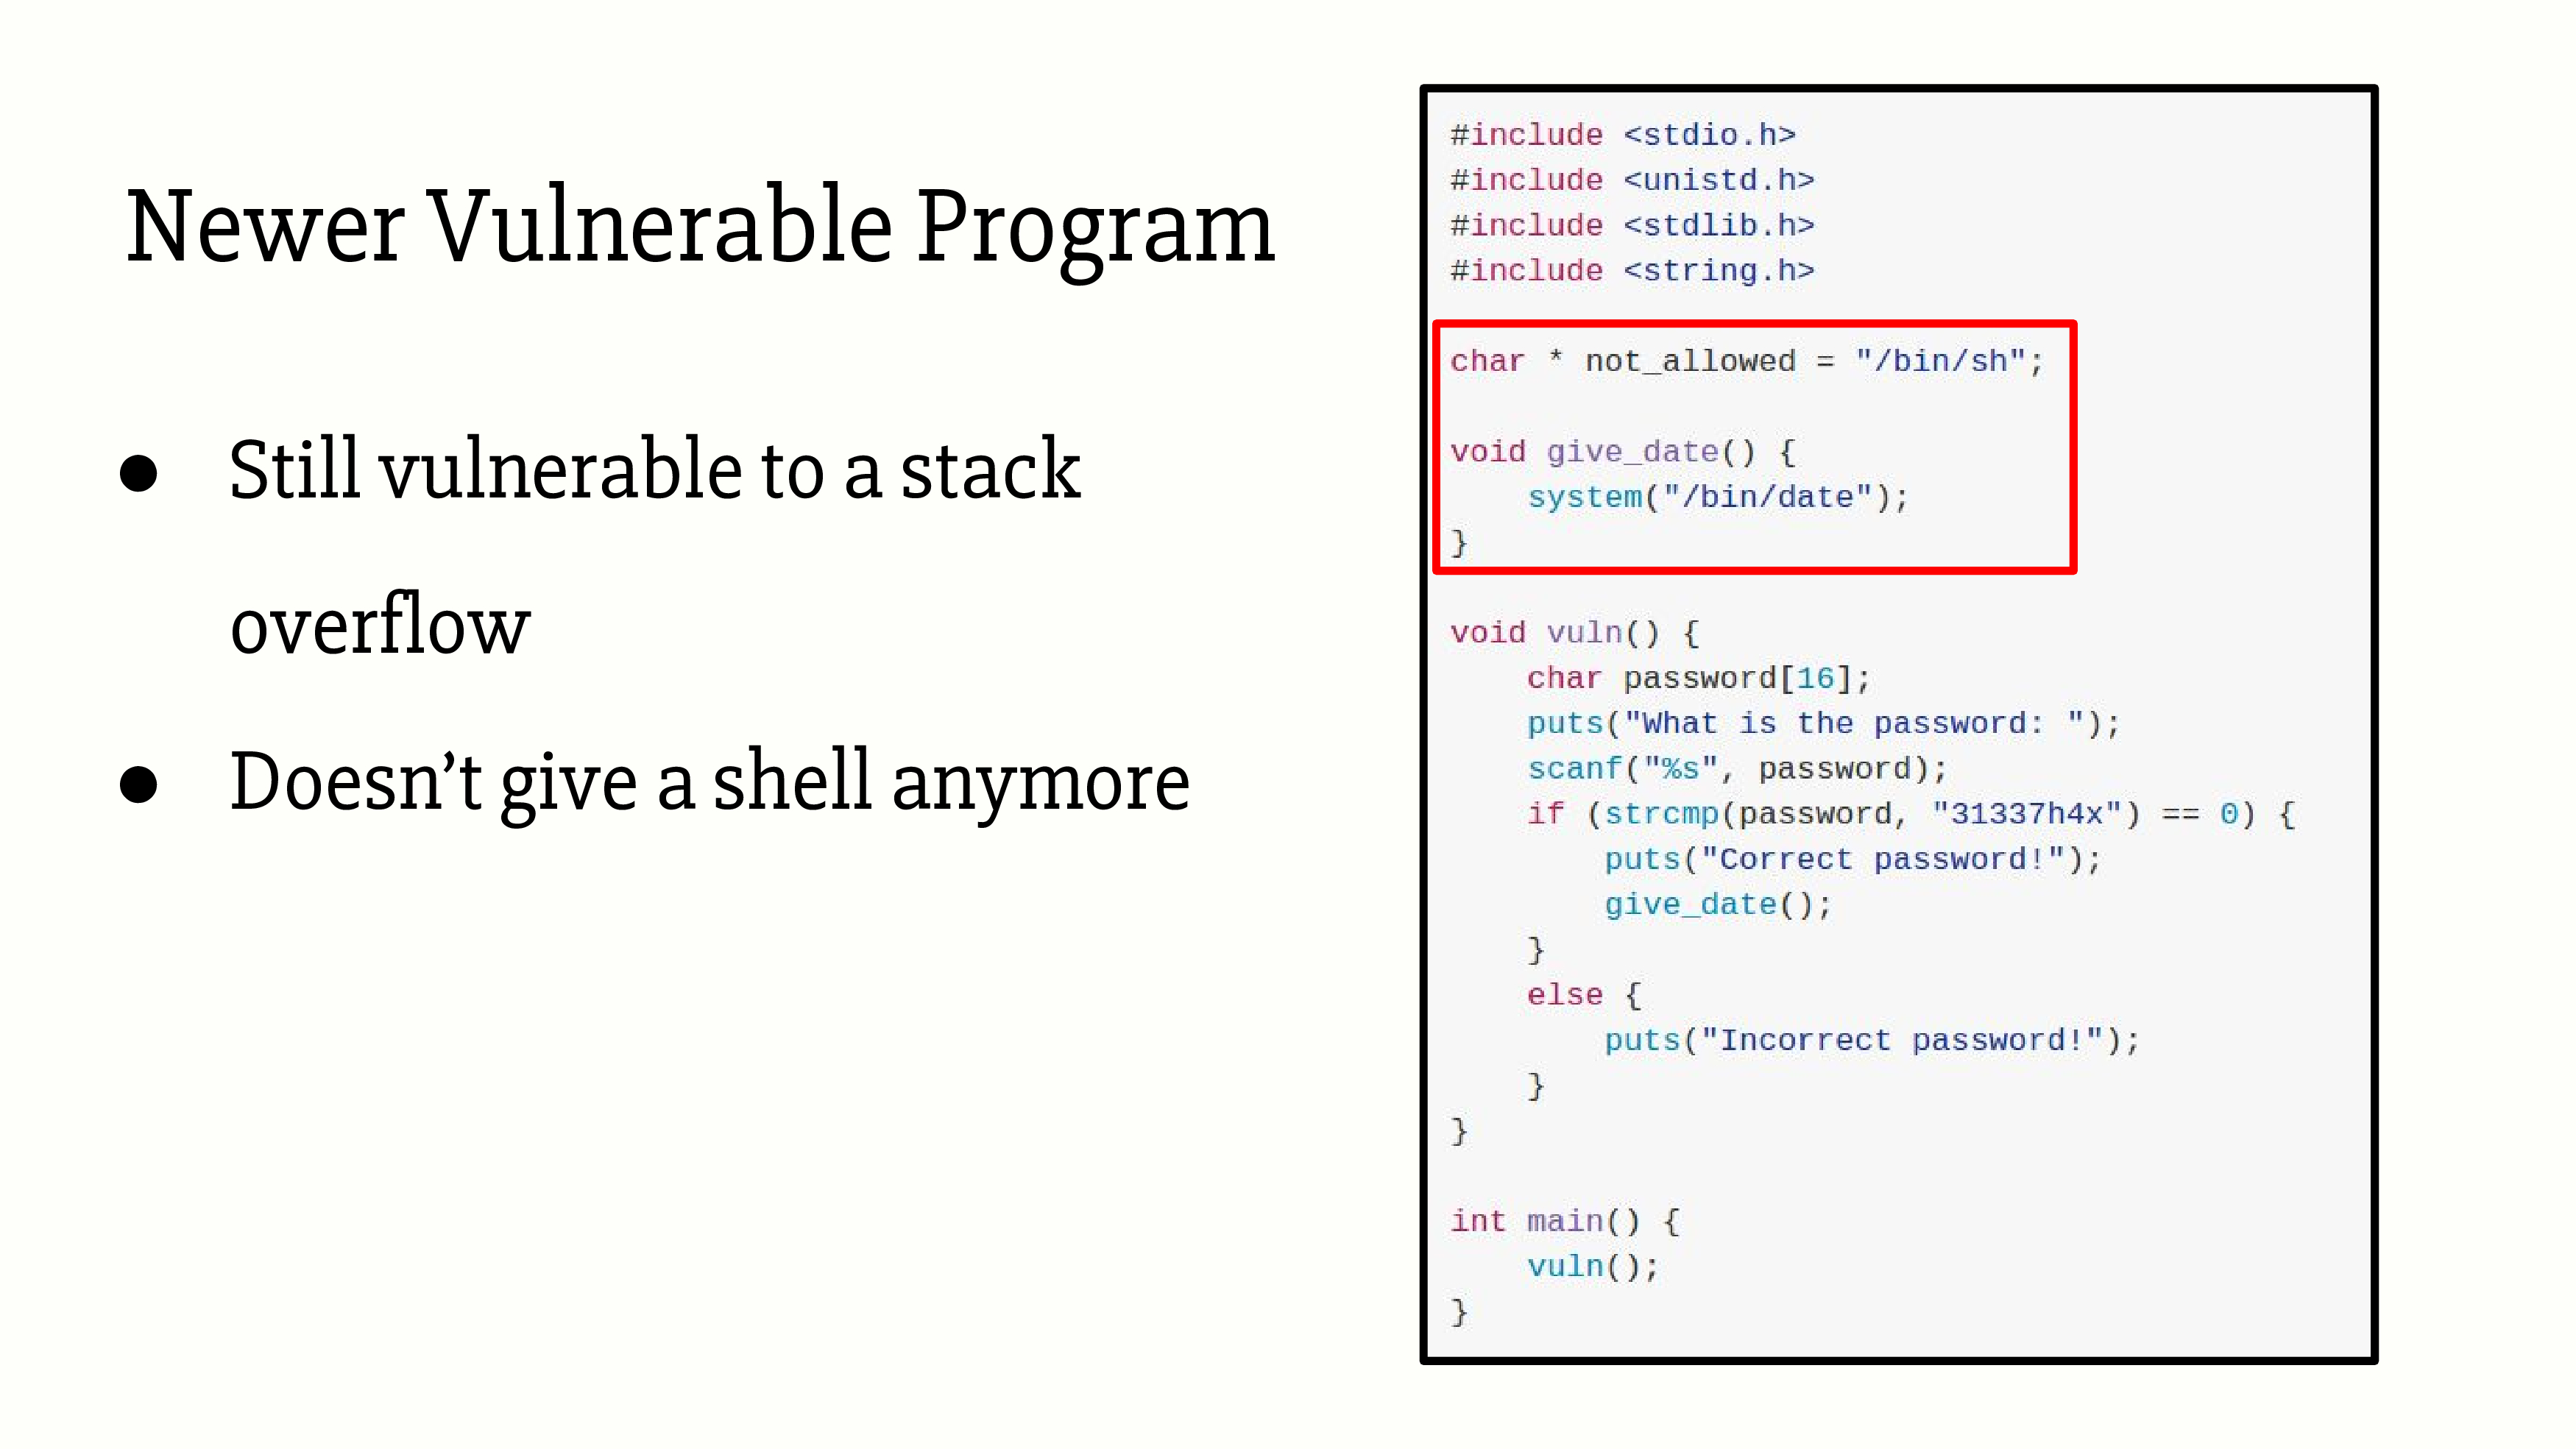 Newer Vulnerable Program
● Still vulnerable to a stack
overflow
● Doesn’t give a shell anymore
#include <stdio.h>
#include <unistd.h>
#include <stdlib.h>
#include <string.h>
char * not_allowed = "/bin/sh";
void give_date() {
    system("/bin/date");
}
void vuln() {
    char password[16];
    puts("What is the password: ");
    scanf("%s", password);
    if (strcmp(password, "31337h4x") == 0) {
        puts("Correct password!");
        give_date();
    }
    else {
        puts("Incorrect password!");
    }
}
int main() {
    vuln();
}